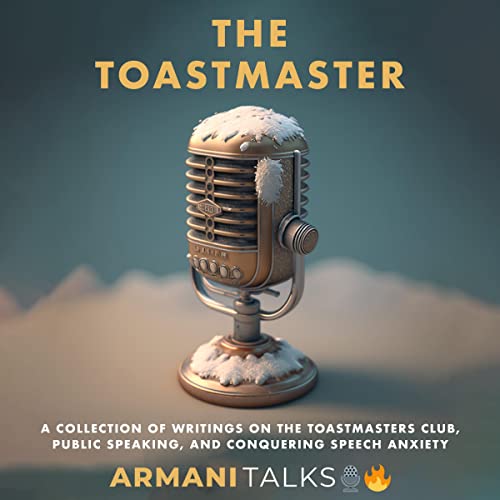 THE
TOASTMASTER
A COLLECTION OF WRITINGS ON THE TOASTMASTERS CLUB,
PUBLIC SPEAKING, AND CONQUERING SPEECH ANXIETY
ARMANITALKS